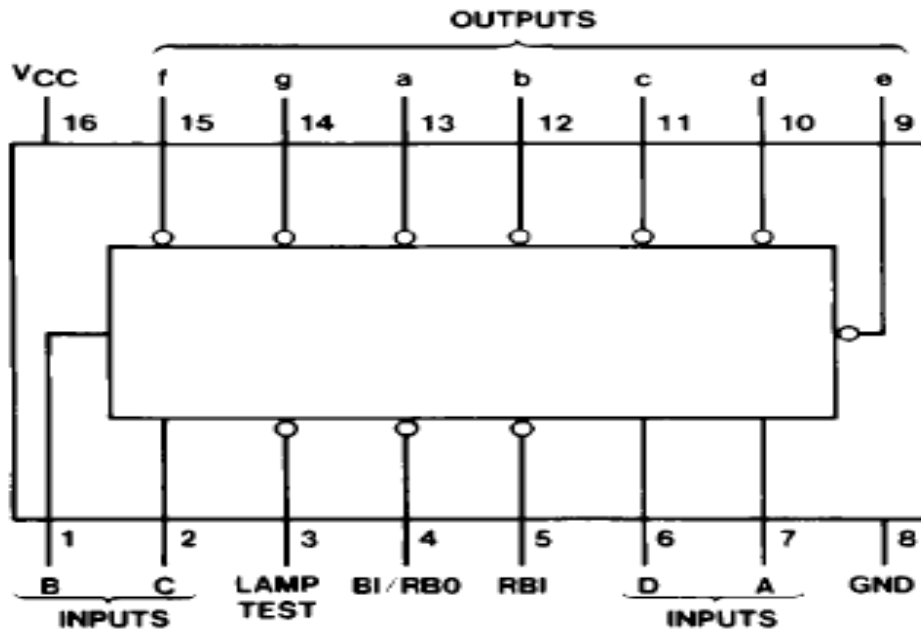 OUTPUTS
VCC f g a b c d e
16 15 14 13 12 11 10 9
1 2 3 4 5 6 7 8
B C LAMP TEST BI/RB0 RBI D A GND
INPUTS INPUTS